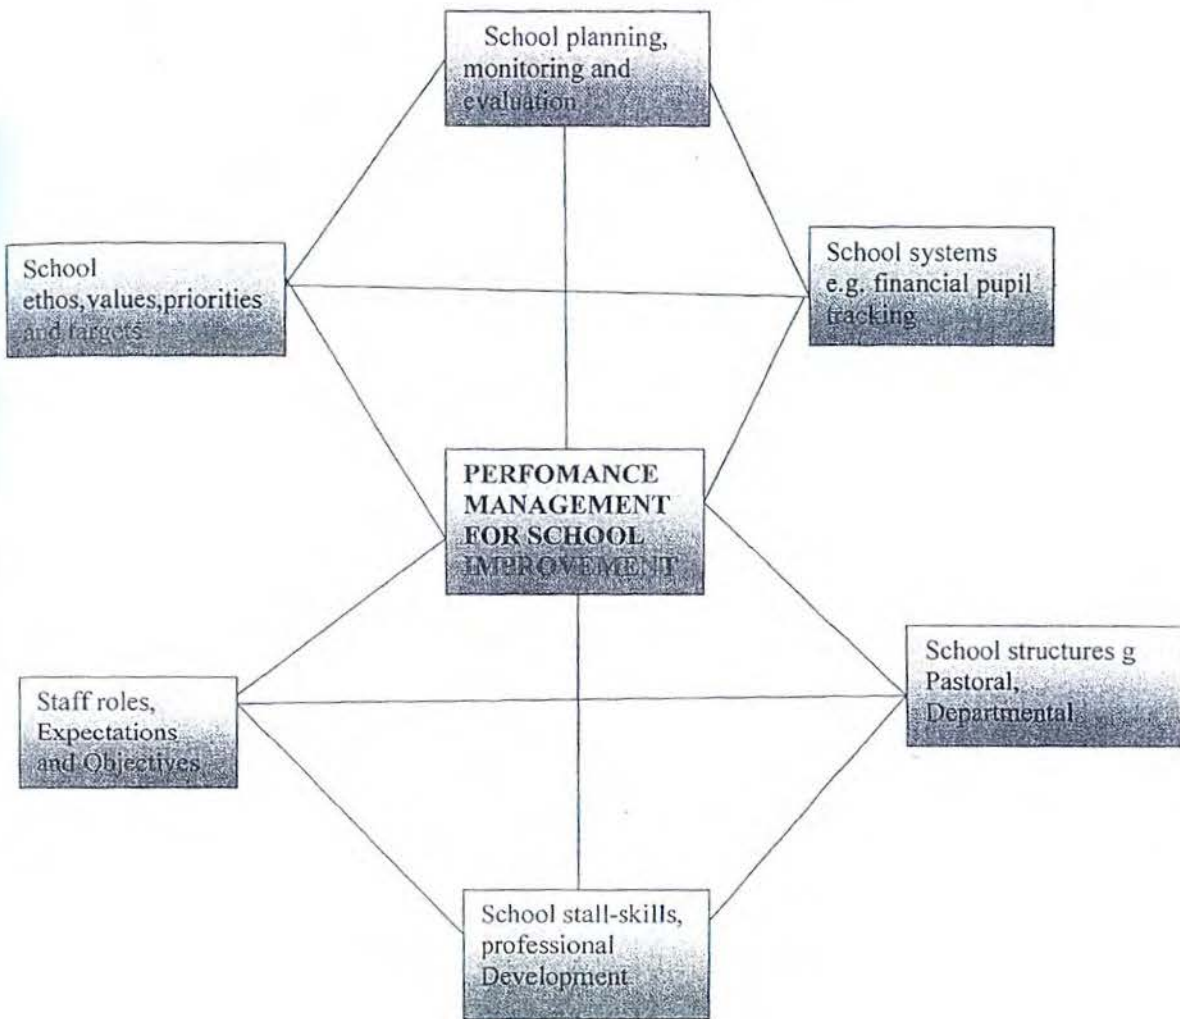 School planning,
monitoring and
evaluation
School
ethos,values,priorities
and targets
School systems
e.g. financial pupil
tracking
PERFOMANCE
MANAGEMENT
FOR SCHOOL
IMPROVEMENT
School structures g
Pastoral,
Departmental
Staff roles,
Expectations
and Objectives
School stall-skills,
professional
Development